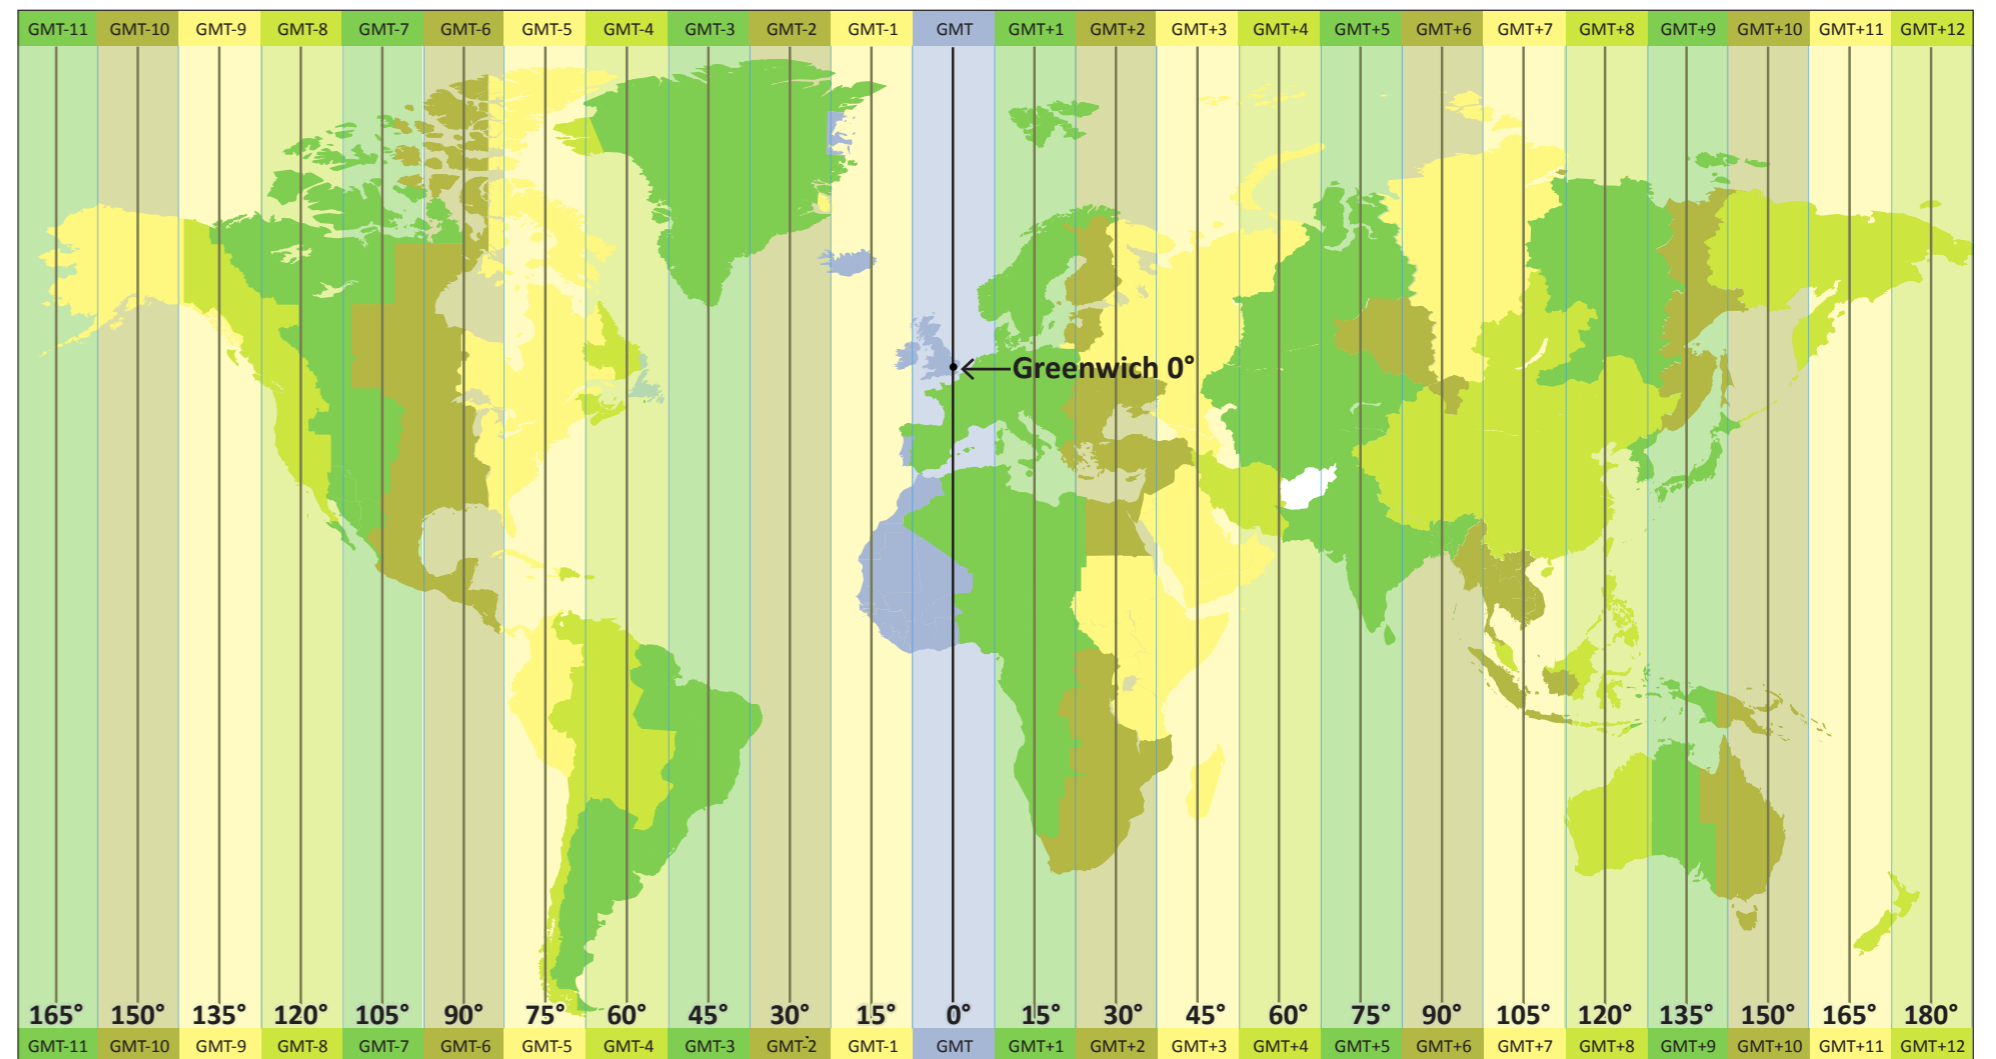 GMT-11 GMT-10 GMT-9 GMT-8 GMT-7 GMT-6 GMT-5 GMT-4 GMT-3 GMT-2 GMT-1 GMT GMT+1 GMT+2 GMT+3 GMT+4 GMT+5 GMT+6 GMT+7 GMT+8 GMT+9 GMT+10 GMT+11 GMT+12
Greenwich 0°
165° 150° 135° 120° 105° 90° 75° 60° 45° 30° 15° 0° 15° 30° 45° 60° 75° 90° 105° 120° 135° 150° 165° 180°
GMT-11 GMT-10 GMT-9 GMT-8 GMT-7 GMT-6 GMT-5 GMT-4 GMT-3 GMT-2 GMT-1 GMT GMT+1 GMT+2 GMT+3 GMT+4 GMT+5 GMT+6 GMT+7 GMT+8 GMT+9 GMT+10 GMT+11 GMT+12